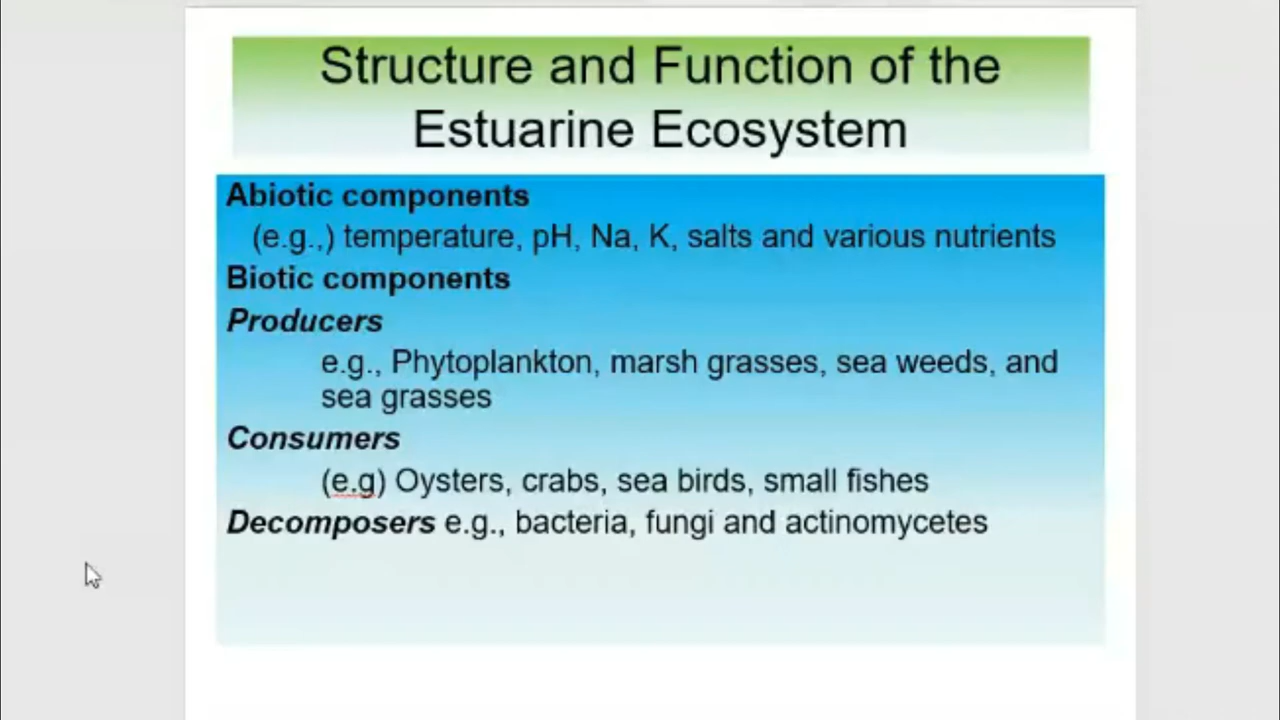 Structure and Function of the
Estuarine Ecosystem
Abiotic components
(e.g.,) temperature, pH, Na, K, salts and various nutrients
Biotic components
Producers
e.g., Phytoplankton, marsh grasses, sea weeds, and
sea grasses
Consumers
(e.g) Oysters, crabs, sea birds, small fishes
Decomposers e.g., bacteria, fungi and actinomycetes